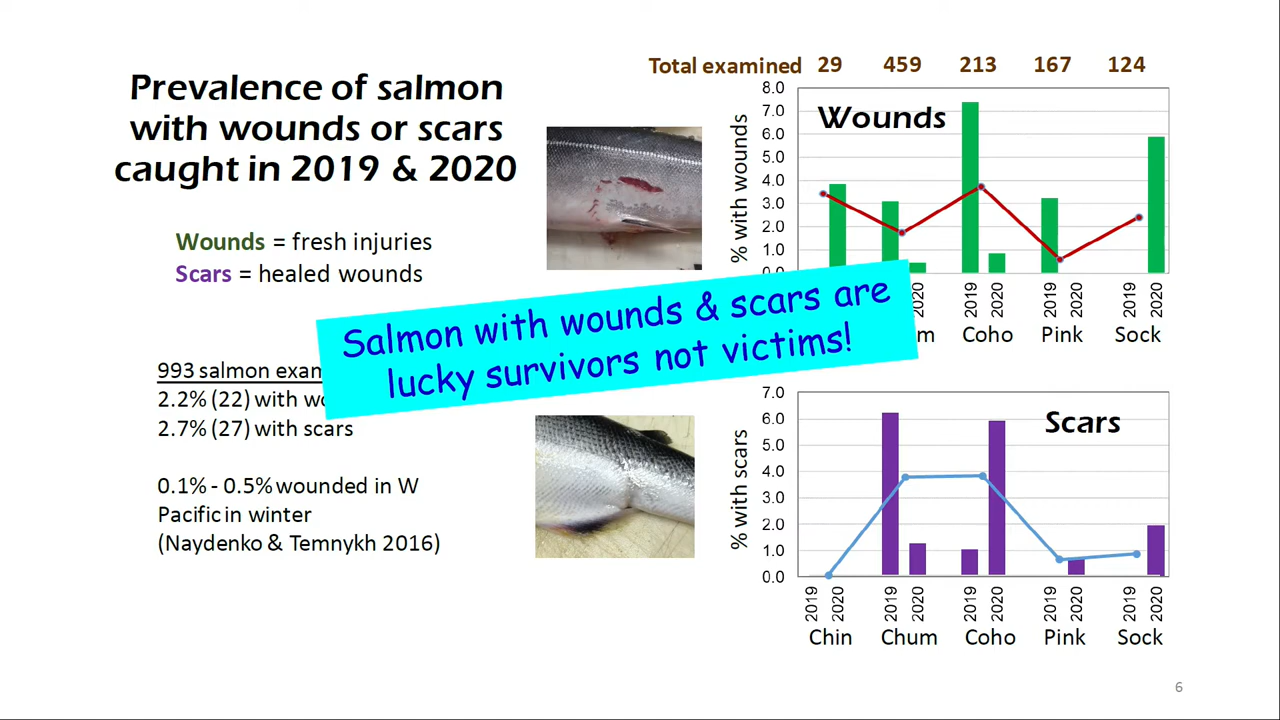 Prevalence of salmon
with wounds or scars
caught in 2019 & 2020
Wounds = fresh injuries
Scars = healed wounds
993 salmon exam
2.2% (22) with wo
2.7% (27) with scars
0.1% - 0.5% wounded in W
Pacific in winter
(Naydenko & Temnykh 2016)
Salmon with wounds & scars are
lucky survivors not victims!
Total examined 29 459 213 167 124
Wounds
% with wounds
8.0
7.0
6.0
5.0
4.0
3.0
2.0
1.0
0.0
2020 2019 2020 2019 2020 2019 2020
m Coho Pink Sock
Scars
% with scars
7.0
6.0
5.0
4.0
3.0
2.0
1.0
0.0
2019 2020 2019 2020 2019 2020 2019 2020 2019 2020
Chin Chum Coho Pink Sock
6